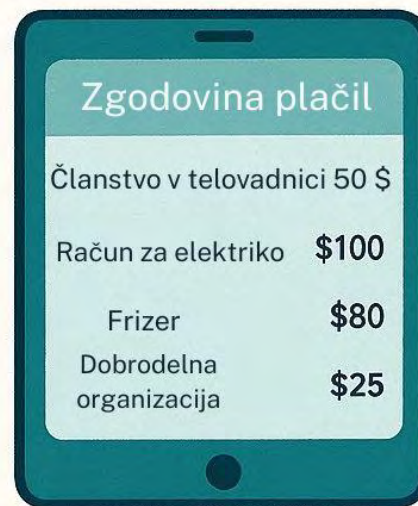 Zgodovina plačil
Članstvo v telovadnici 50 $
Račun za elektriko $100
Frizer $80
Dobrodelna
organizacija $25